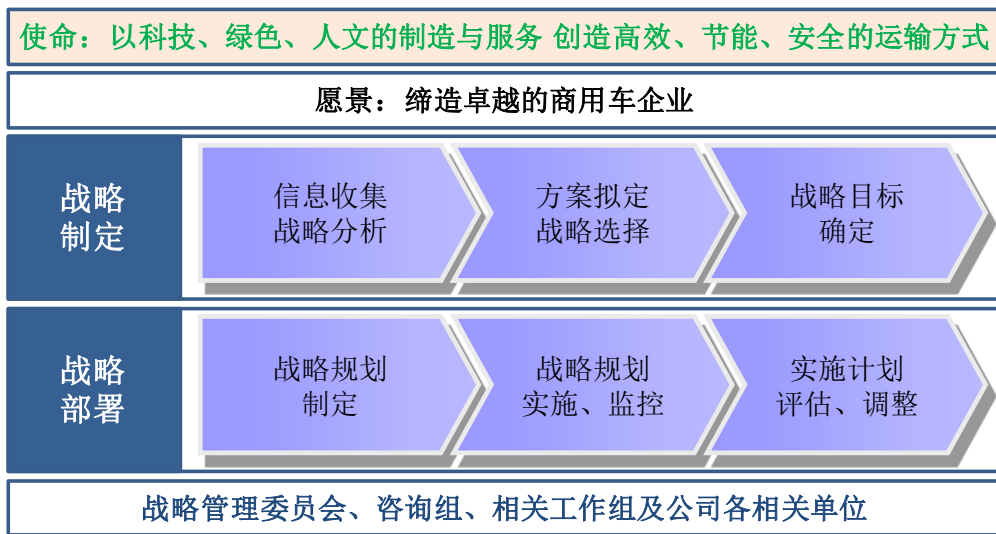 使命：以科技、绿色、人文的制造与服务 创造高效、节能、安全的运输方式
愿景：缔造卓越的商用车企业
战略
制定
信息收集
战略分析
方案拟定
战略选择
战略目标
确定
战略
部署
战略规划
制定
战略规划
实施、监控
实施计划
评估、调整
战略管理委员会、咨询组、相关工作组及公司各相关单位